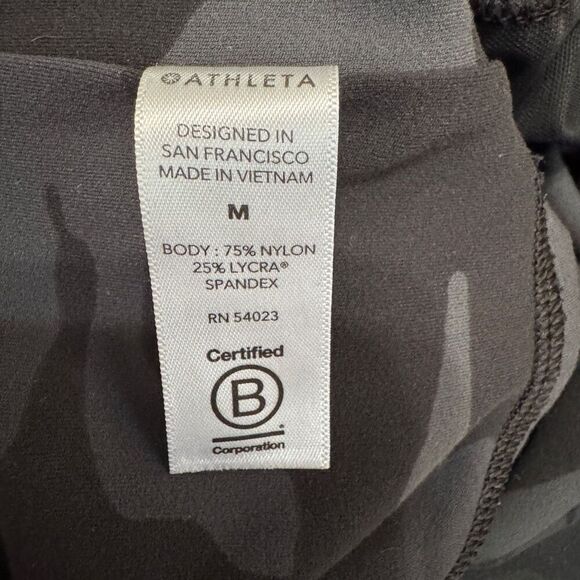 ATHLETA
DESIGNED IN
SAN FRANCISCO
MADE IN VIETNAM
M
BODY : 75% NYLON
25% LYCRA®
SPANDEX
RN 54023
Certified
B
Corporation